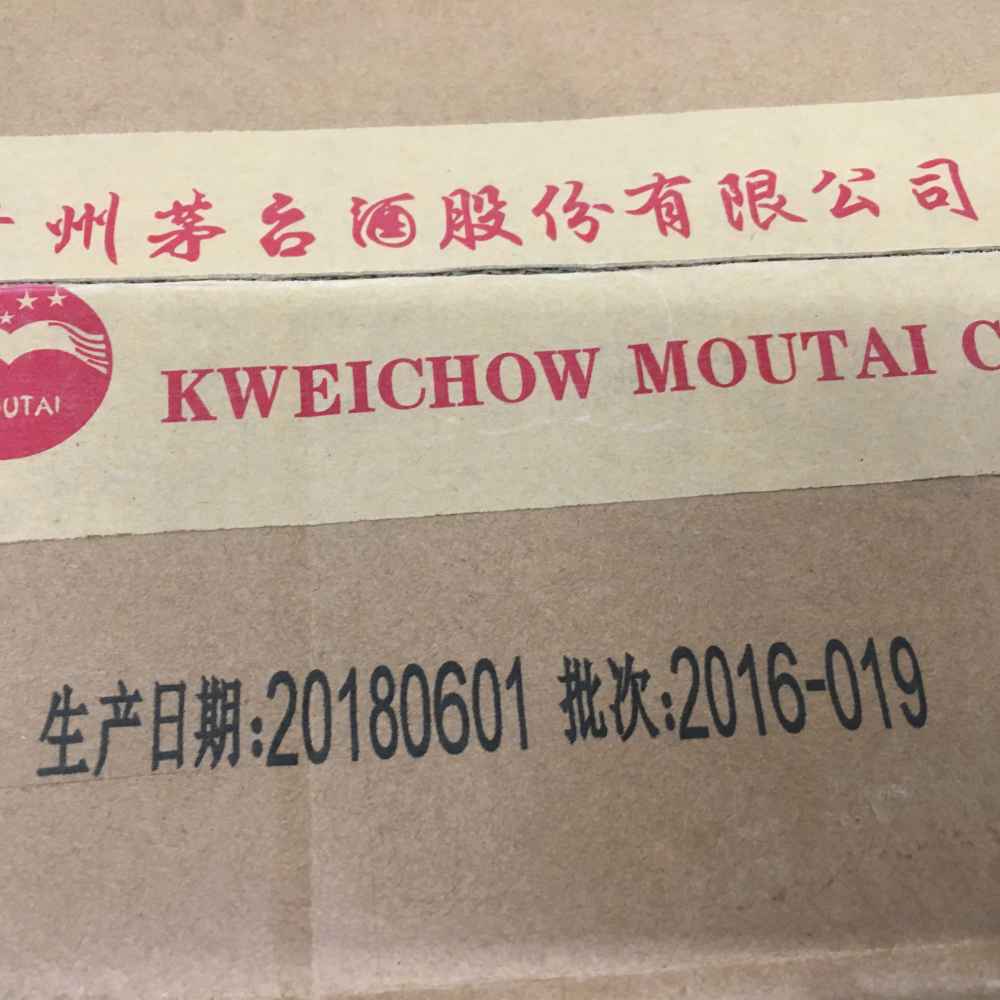 州茅台酒股份有限公司
OUTAI
KWEICHOW MOUTAI C
生产日期:20180601 批次:2016-019